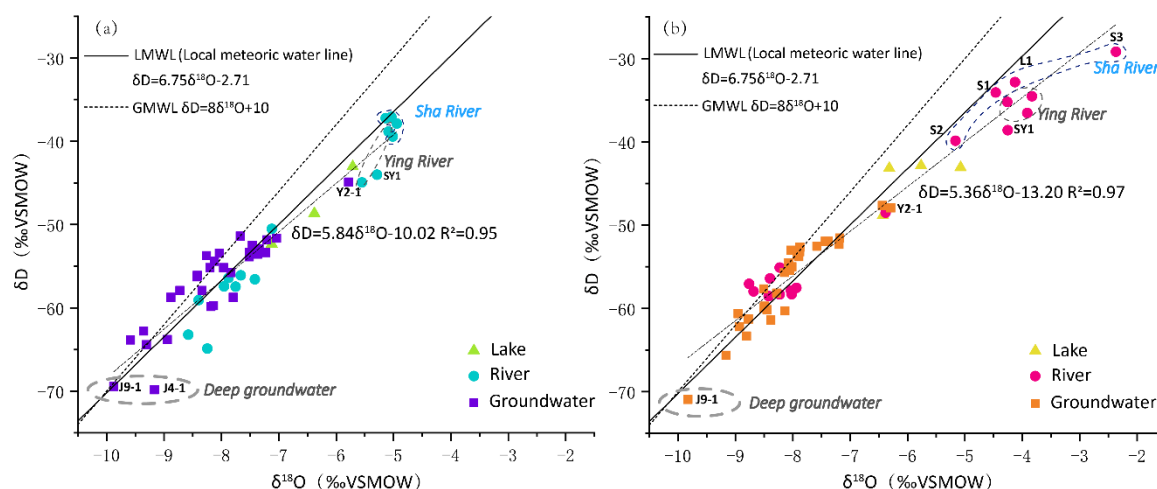 (a)
LMWL (Local meteoric water line)
δD=6.75δ¹⁸O-2.71
GMWL δD=8δ¹⁸O+10
Sha River
Ying River
SY1
Y2-1
δD=5.84δ¹⁸O-10.02 R²=0.95
J9-1
J4-1
Deep groundwater
Lake
River
Groundwater
-30
-40
-50
-60
-70
δD (‰VSMOW)
-10 -9 -8 -7 -6 -5 -4 -3 -2
δ¹⁸O (‰VSMOW)
(b)
LMWL (Local meteoric water line)
δD=6.75δ¹⁸O-2.71
GMWL δD=8δ¹⁸O+10
S3
L1
Sha River
S1
Ying River
S2
SY1
δD=5.36δ¹⁸O-13.20 R²=0.97
Y2-1
J9-1
Deep groundwater
Lake
River
Groundwater
-30
-40
-50
-60
-70
δD (‰VSMOW)
-10 -9 -8 -7 -6 -5 -4 -3 -2
δ¹⁸O (‰VSMOW)